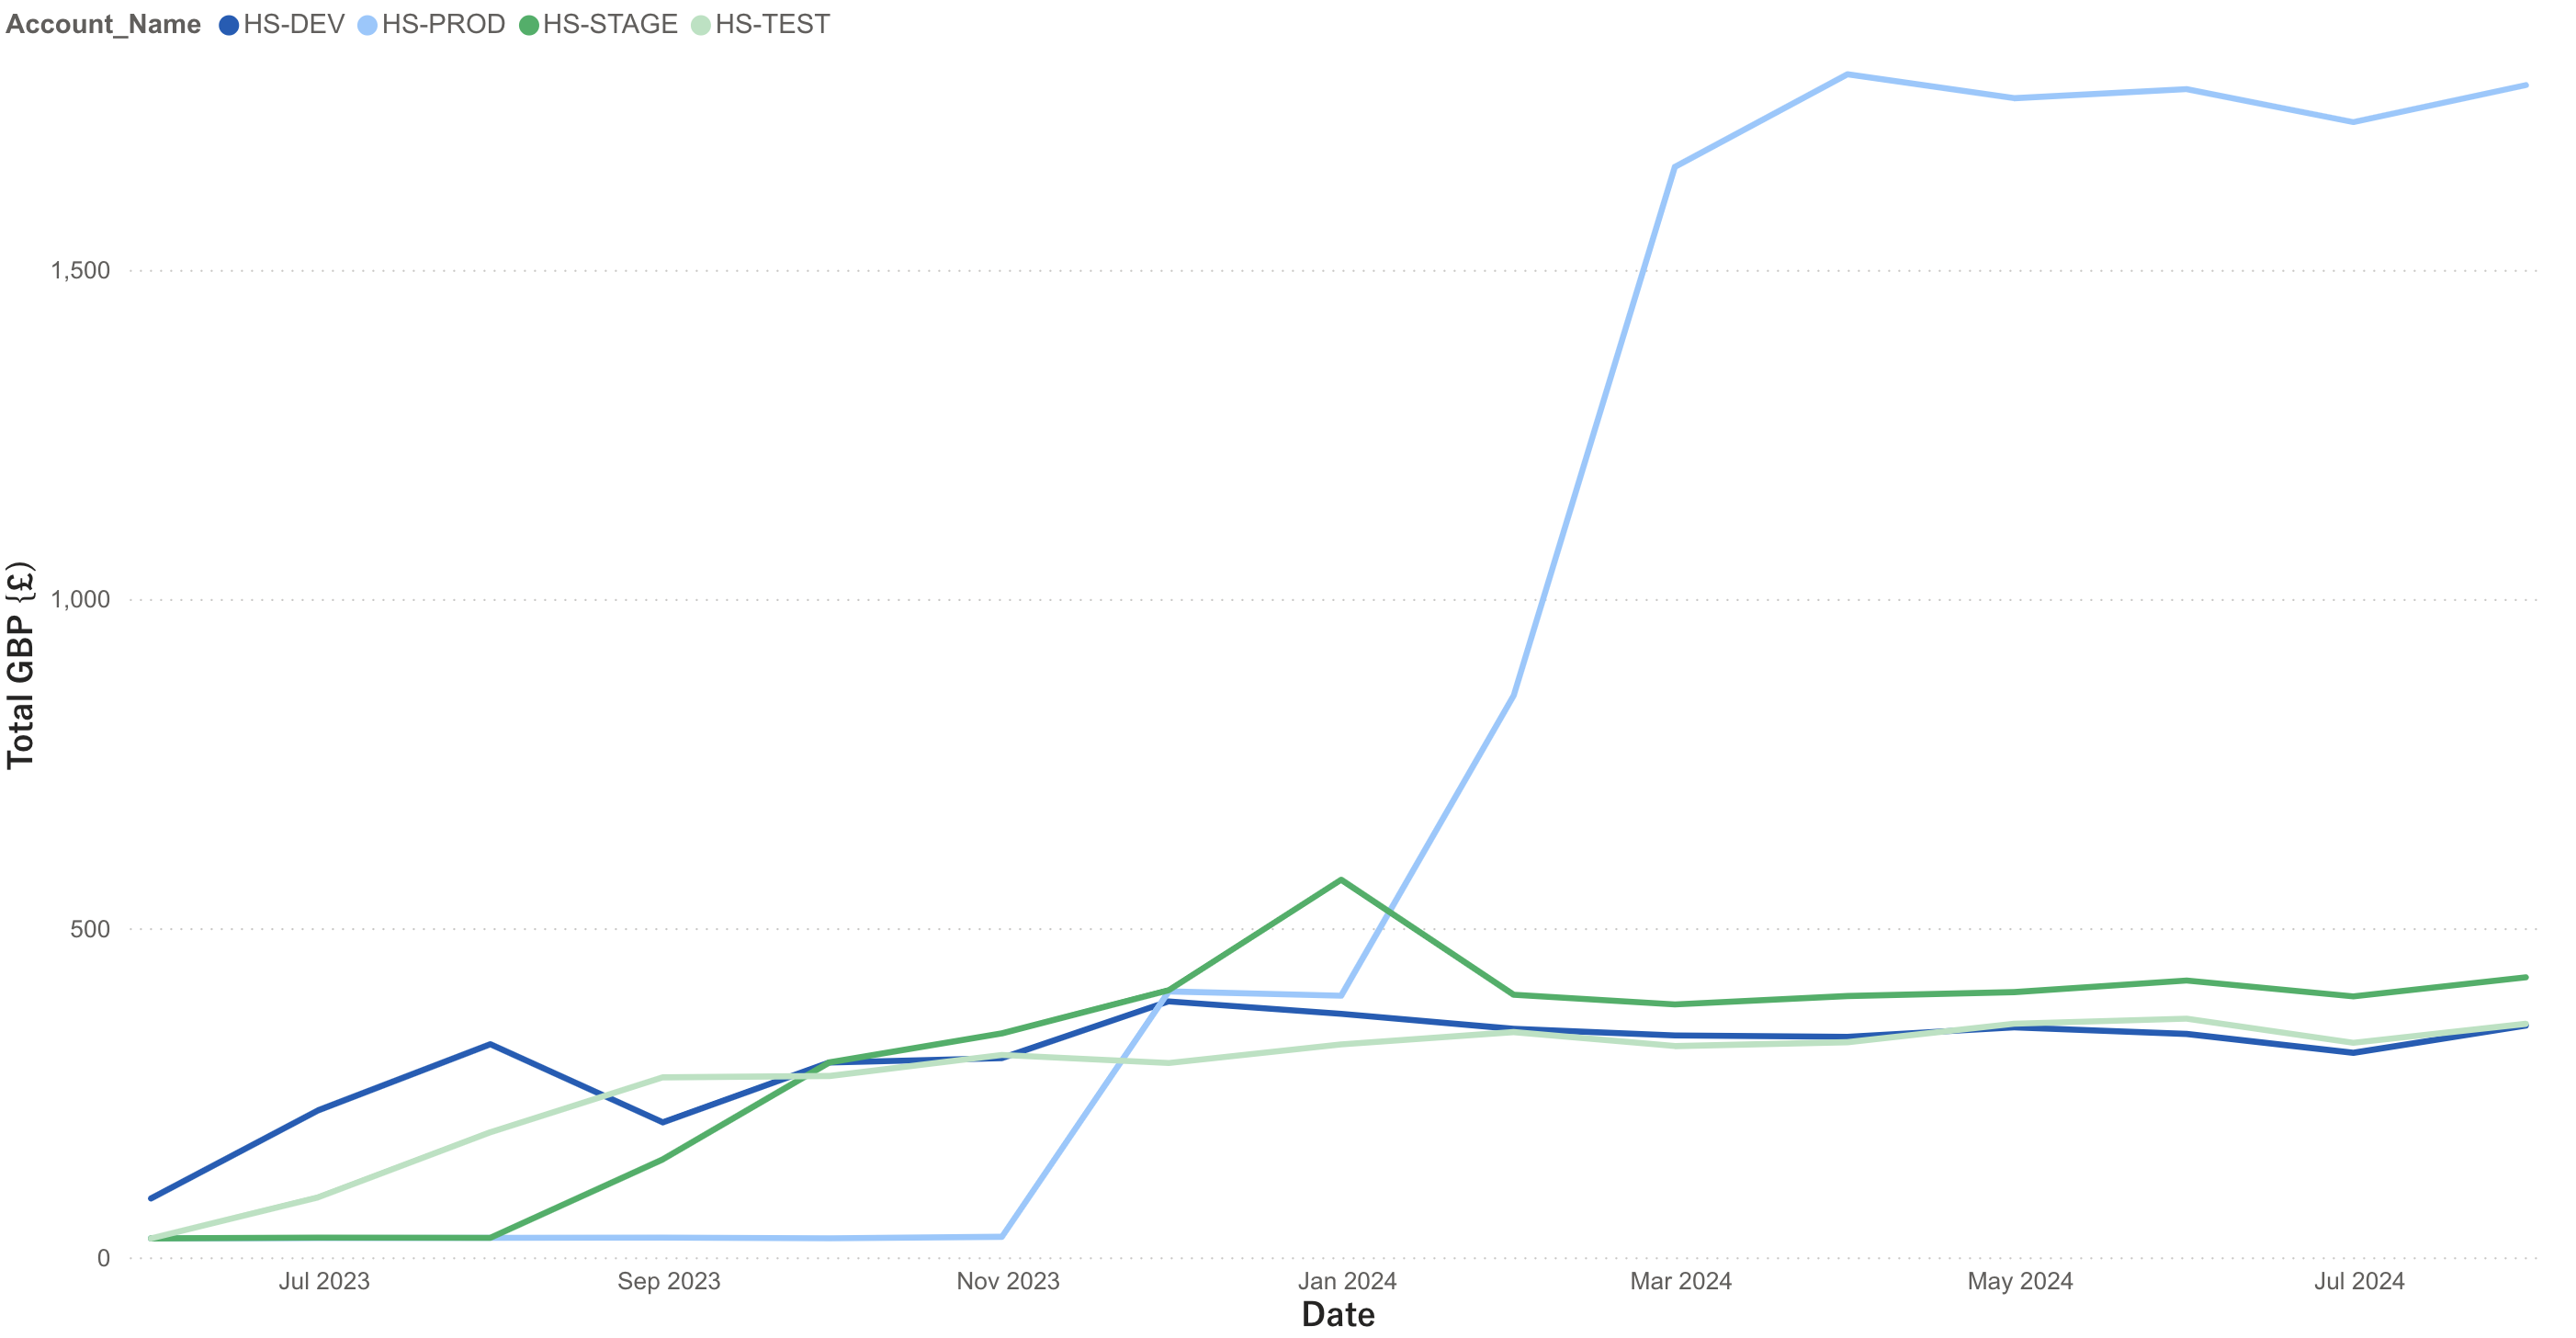 Account_Name HS-DEV HS-PROD HS-STAGE HS-TEST
Total GBP {£)
1,500
1,000
500
0
Jul 2023 Sep 2023 Nov 2023 Jan 2024 Mar 2024 May 2024 Jul 2024
Date